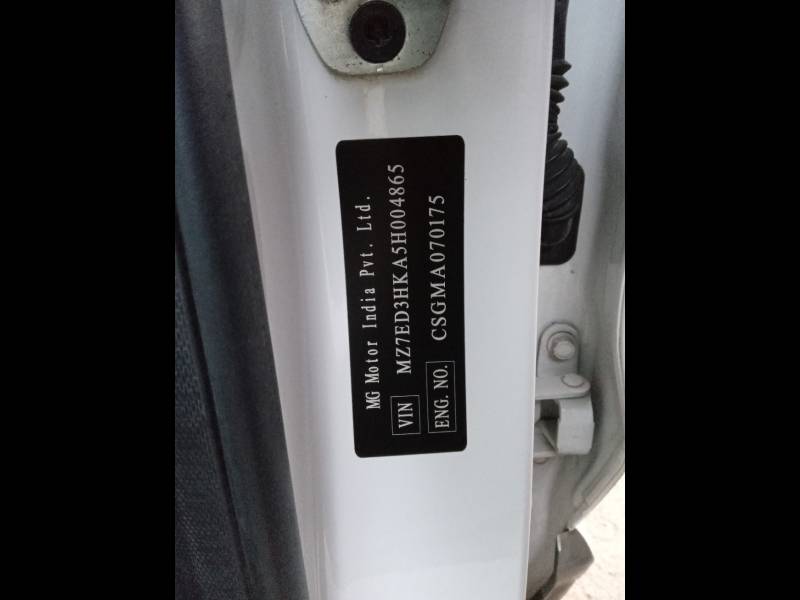 MG Motor India Pvt. Ltd.
VIN MZ7ED3HKA5H004865
ENG. NO. CSGMA070175